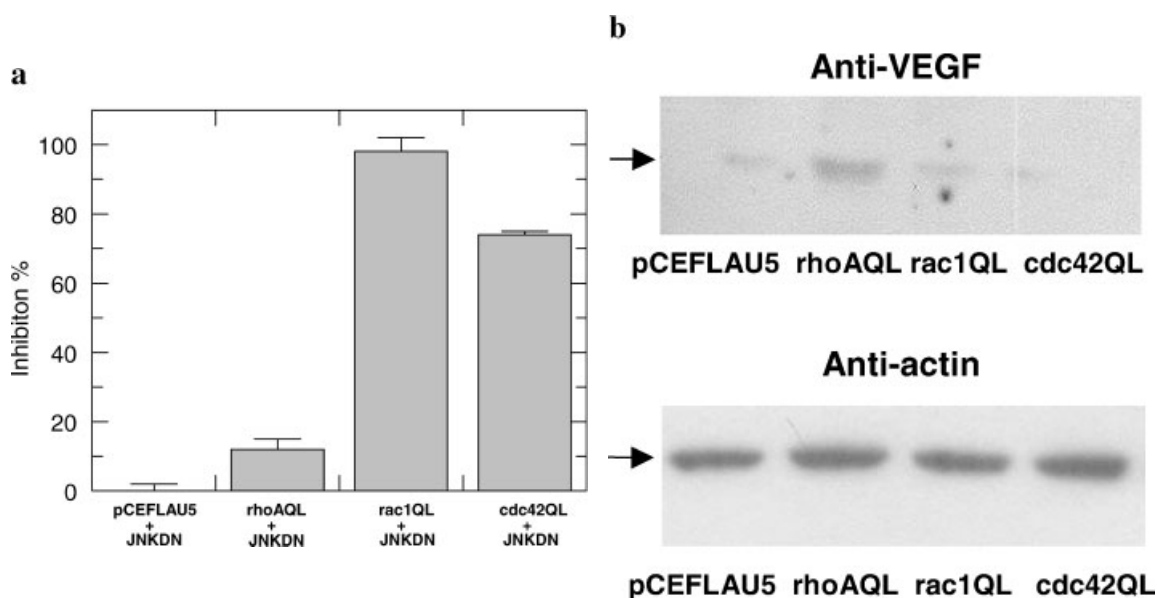 a
Inhibiton %
100
80
60
40
20
0
pCEFLAU5 rhoAQL rac1QL cdc42QL
+ + + +
JNKDN JNKDN JNKDN JNKDN
b
Anti-VEGF
pCEFLAU5 rhoAQL rac1QL cdc42QL
Anti-actin
pCEFLAU5 rhoAQL rac1QL cdc42QL